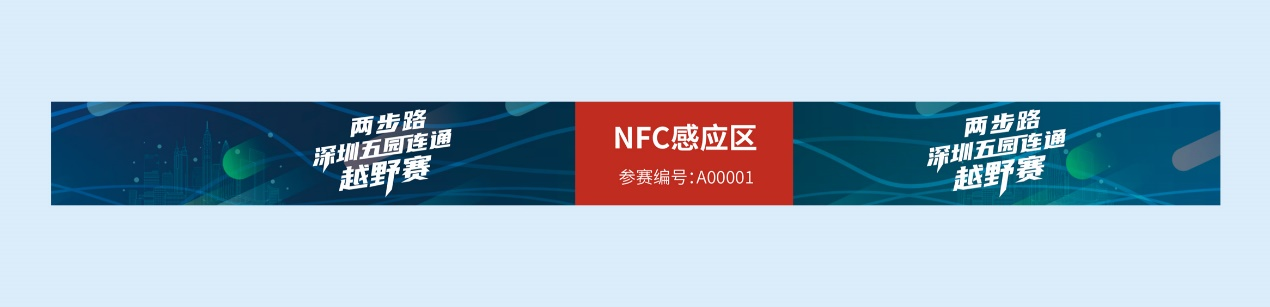 两步路
深圳五园连通
越野赛
NFC感应区
参赛编号：A00001
两步路
深圳五园连通
越野赛